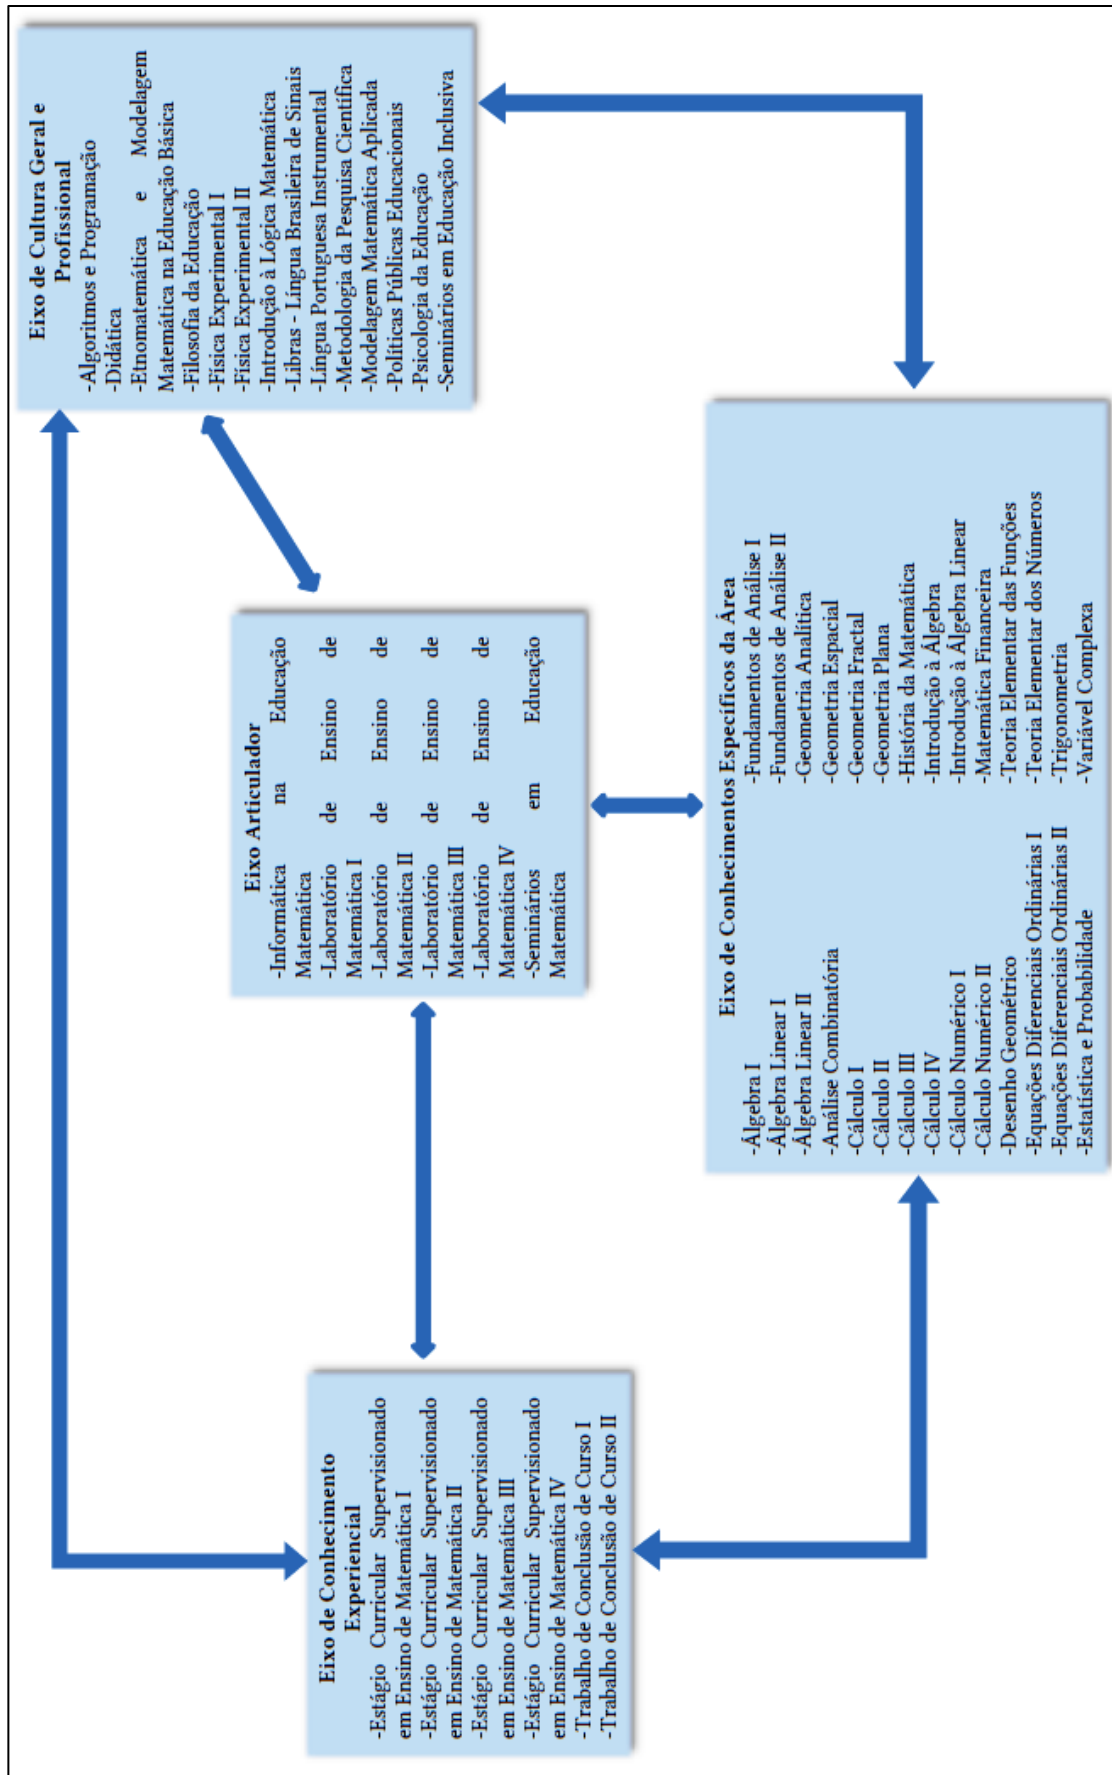 Eixo de Conhecimento
Experiencial
-Estágio Curricular Supervisionado
em Ensino de Matemática I
-Estágio Curricular Supervisionado
em Ensino de Matemática II
-Estágio Curricular Supervisionado
em Ensino de Matemática III
-Estágio Curricular Supervisionado
em Ensino de Matemática IV
-Trabalho de Conclusão de Curso I
-Trabalho de Conclusão de Curso II
Eixo Articulador
-Informática na Educação
Matemática
-Laboratório de Ensino de
Matemática I
-Laboratório de Ensino de
Matemática II
-Laboratório de Ensino de
Matemática III
-Laboratório de Ensino de
Matemática IV
-Seminários em Educação
Matemática
Eixo de Cultura Geral e
Profissional
-Algoritmos e Programação
-Didática
-Etnomatemática e Modelagem
Matemática na Educação Básica
-Filosofia da Educação
-Física Experimental I
-Física Experimental II
-Introdução à Lógica Matemática
-Libras - Língua Brasileira de Sinais
-Língua Portuguesa Instrumental
-Metodologia da Pesquisa Científica
-Modelagem Matemática Aplicada
-Políticas Públicas Educacionais
-Psicologia da Educação
-Seminários em Educação Inclusiva
Eixo de Conhecimentos Específicos da Área
-Álgebra I
-Álgebra Linear I
-Álgebra Linear II
-Análise Combinatória
-Cálculo I
-Cálculo II
-Cálculo III
-Cálculo IV
-Cálculo Numérico I
-Cálculo Numérico II
-Desenho Geométrico
-Equações Diferenciais Ordinárias I
-Equações Diferenciais Ordinárias II
-Estatística e Probabilidade
-Fundamentos de Análise I
-Fundamentos de Análise II
-Geometria Analítica
-Geometria Espacial
-Geometria Fractal
-Geometria Plana
-História da Matemática
-Introdução à Álgebra
-Introdução à Álgebra Linear
-Matemática Financeira
-Teoria Elementar das Funções
-Teoria Elementar dos Números
-Trigonometria
-Variável Complexa